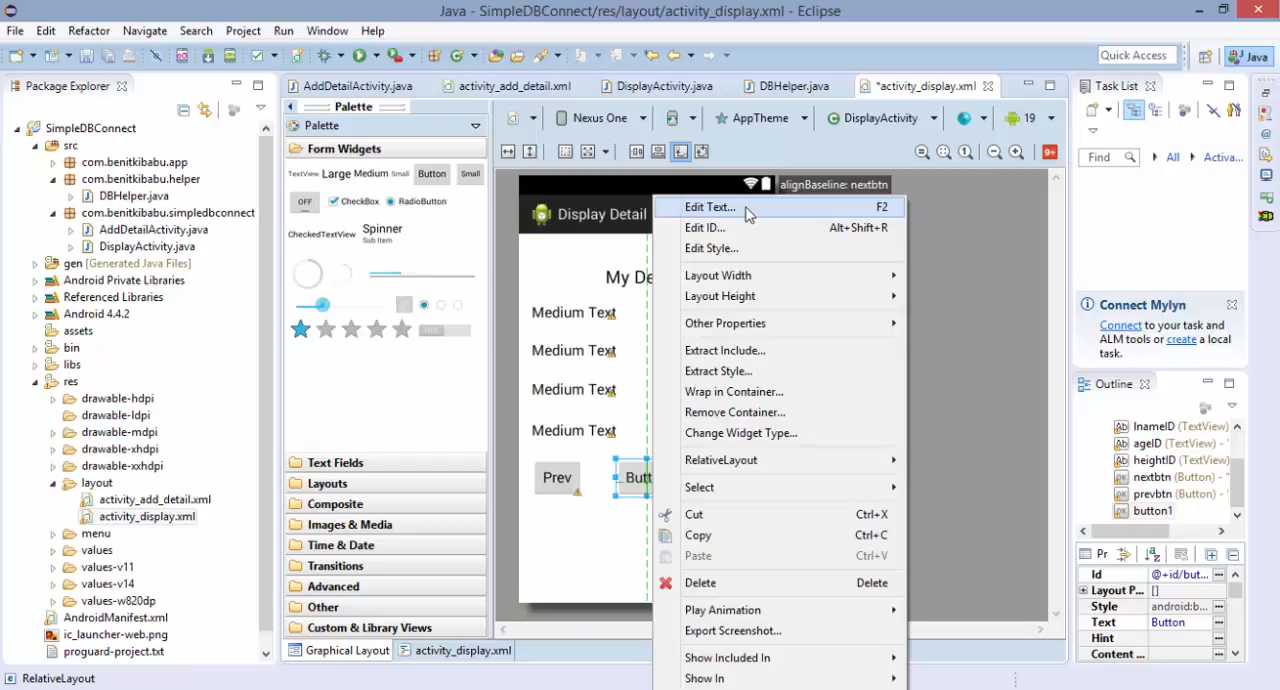 Java - SimpleDBConnect/res/layout/activity_display.xml - Eclipse
File Edit Refactor Navigate Search Project Run Window Help
Quick Access
Java
Package Explorer
AddDetailActivity.java
activity_add_detail.xml
DisplayActivity.java
DBHelper.java
*activity_display.xml
Task List
SimpleDBConnect
src
com.benitkibabu.app
com.benitkibabu.helper
DBHelper.java
com.benitkibabu.simpledbconnect
AddDetailActivity.java
DisplayActivity.java
gen [Generated Java Files]
Android Private Libraries
Referenced Libraries
Android 4.4.2
assets
bin
libs
res
drawable-hdpi
drawable-ldpi
drawable-mdpi
drawable-xhdpi
drawable-xxhdpi
layout
activity_add_detail.xml
activity_display.xml
menu
values
values-v11
values-v14
values-w820dp
AndroidManifest.xml
ic_launcher-web.png
proguard-project.txt
RelativeLayout
Palette
Palette
Form Widgets
TextView Large Medium Small Button Small
OFF CheckBox RadioButton
CheckedTextView Spinner
Sub Item
Text Fields
Layouts
Composite
Images & Media
Time & Date
Transitions
Advanced
Other
Custom & Library Views
Graphical Layout
activity_display.xml
Nexus One
AppTheme
DisplayActivity
19
9+
alignBaseline: nextbtn
Display Detail
My De
Medium Text
Medium Text
Medium Text
Medium Text
Prev
Butt
Edit Text... F2
Edit ID... Alt+Shift+R
Edit Style...
Layout Width
Layout Height
Other Properties
Extract Include...
Extract Style...
Wrap in Container...
Remove Container...
Change Widget Type...
RelativeLayout
Select
Cut Ctrl+X
Copy Ctrl+C
Paste Ctrl+V
Delete Delete
Play Animation
Export Screenshot...
Show Included In
Show In
Find
All
Activa...
Connect Mylyn
Connect to your task and
ALM tools or create a local
task.
Outline
lnameID (TextView)
ageID (TextView) - '
heightID (TextView)
nextbtn (Button) - "
prevbtn (Button) - "
button1
Pr
Id @+id/but...
Layout P... []
Style android:b...
Text Button
Hint
Content ...